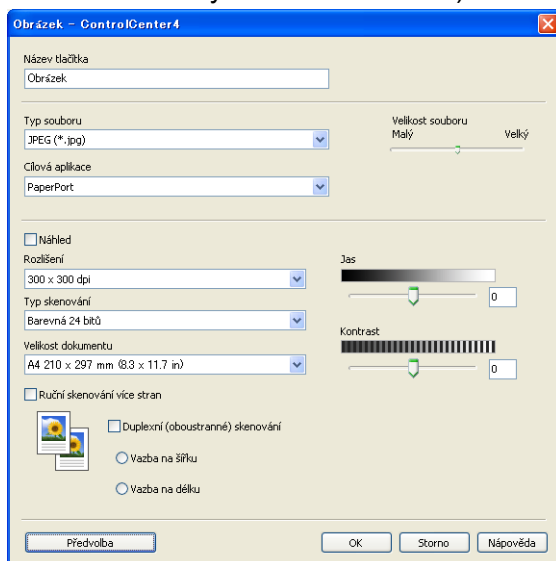 Obrázek - ControlCenter4
Název tlačítka
Obrázek
Typ souboru
JPEG (*.jpg)
Velikost souboru
Malý Velký
Cílová aplikace
PaperPort
Náhled
Rozlišení
300 x 300 dpi
Jas
0
Typ skenování
Barevná 24 bitů
Velikost dokumentu
A4 210 x 297 mm (8.3 x 11.7 in)
Kontrast
0
Ruční skenování více stran
Duplexní (oboustranné) skenování
Vazba na šířku
Vazba na délku
Předvolba OK Storno Nápověda